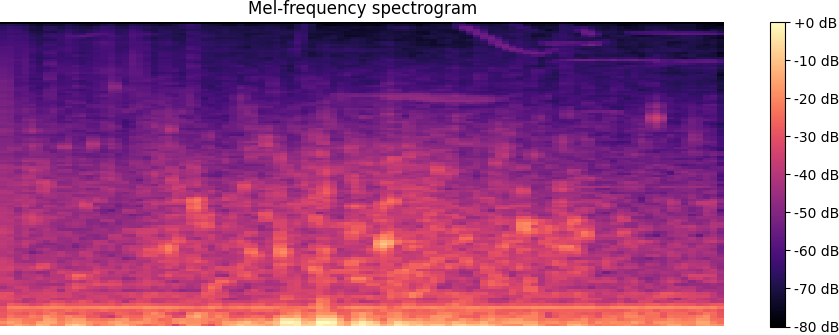 Mel-frequency spectrogram
+0 dB
-10 dB
-20 dB
-30 dB
-40 dB
-50 dB
-60 dB
-70 dB
-80 dB